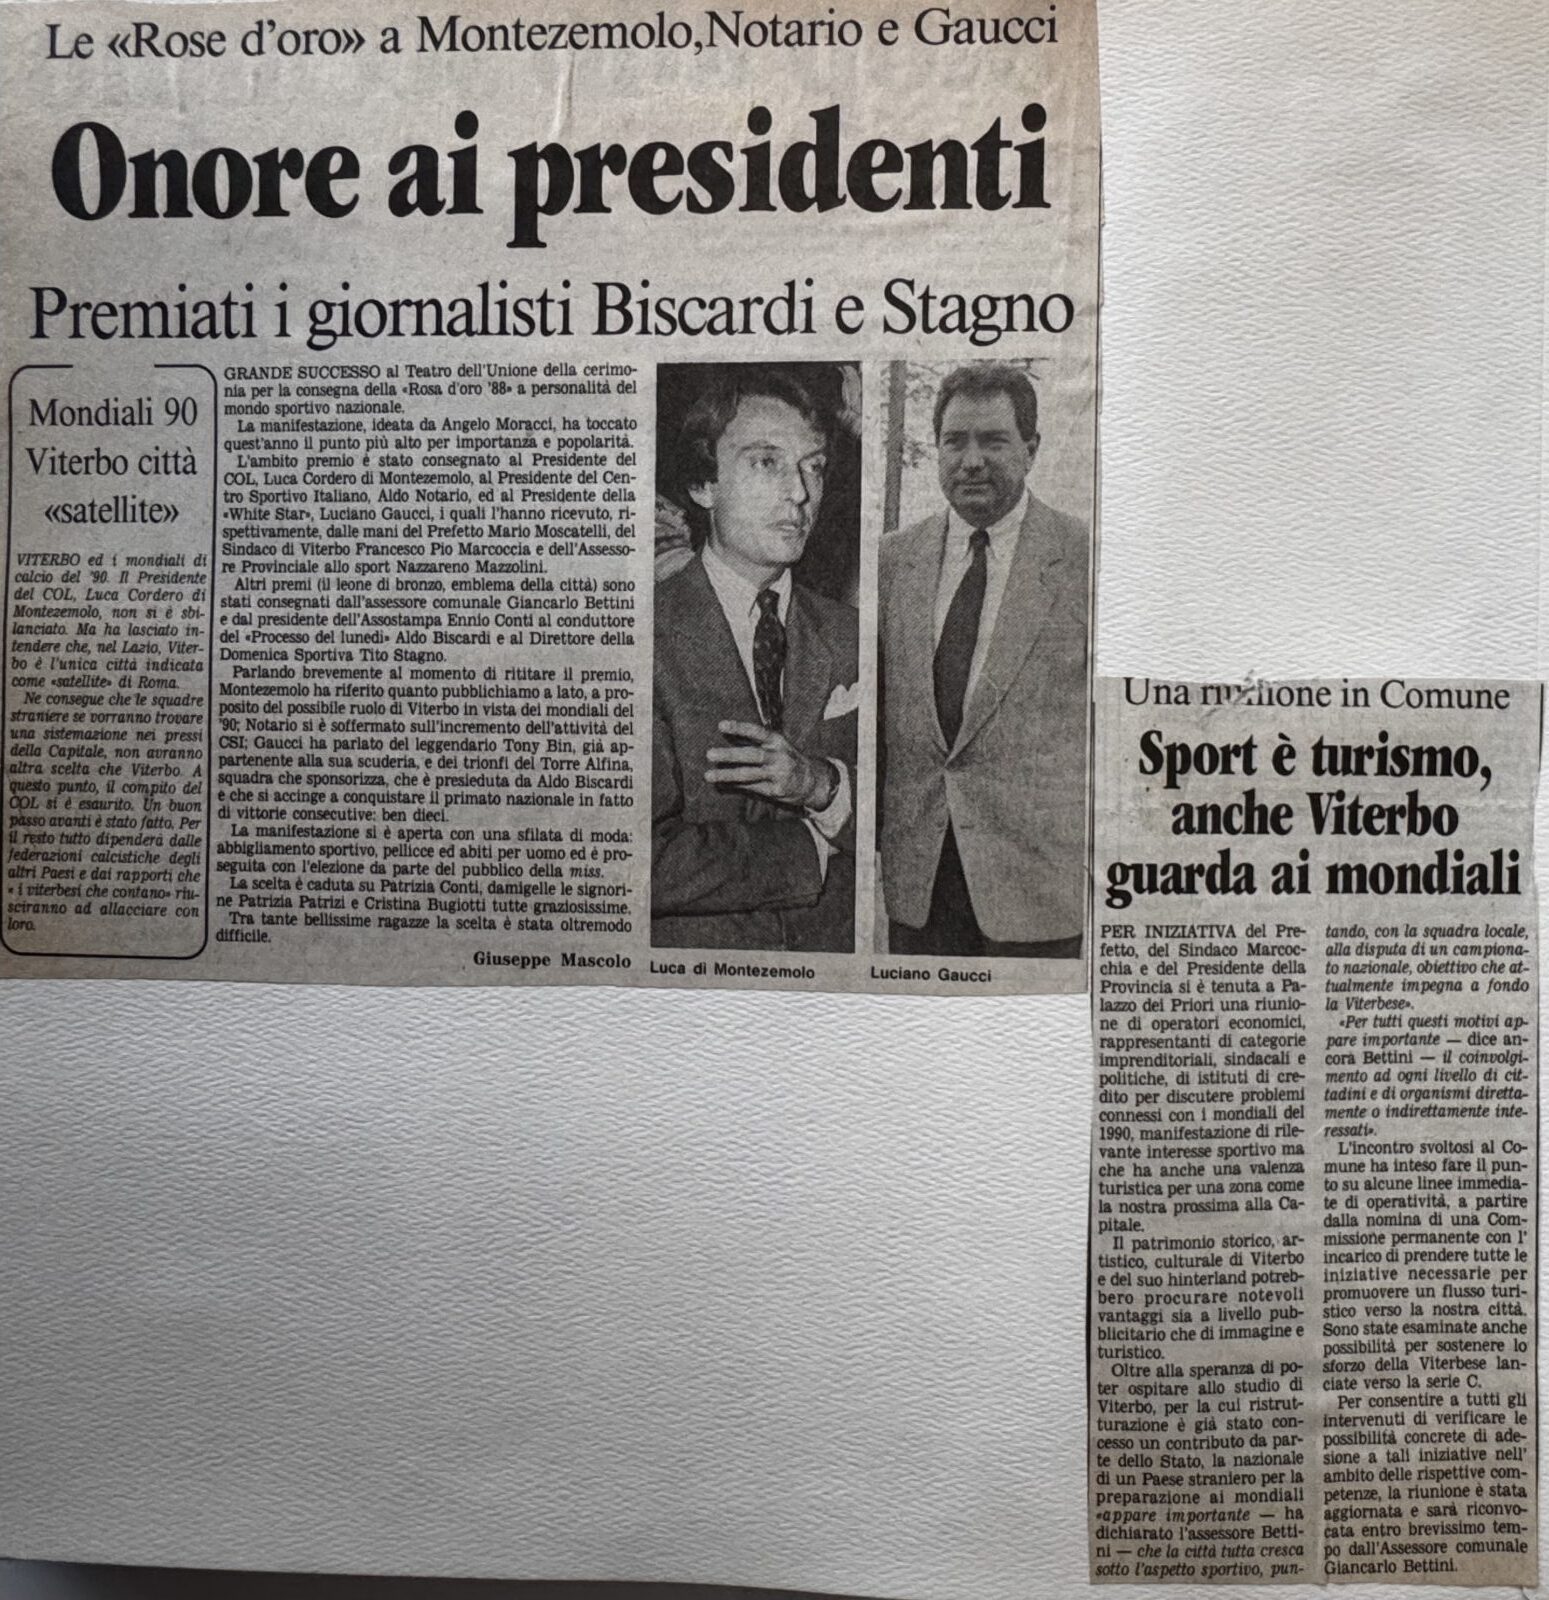 Le «Rose d'oro» a Montezemolo, Notario e Gaucci
Onore ai presidenti
Premiati i giornalisti Biscardi e Stagno
Mondiali 90
Viterbo città
«satellite»
VITERBO ed i mondiali di
calcio del '90. Il Presidente
del COL, Luca Cordero di
Montezemolo, non si è sbi-
lanciato. Ma ha lasciato in-
tendere che, nel Lazio, Viter-
bo è l'unica città indicata
come «satellite» di Roma.
Ne consegue che le squadre
straniere se vorranno trovare
una sistemazione nei pressi
della Capitale, non avranno
altra scelta che Viterbo. A
questo punto, il compito del
COL si è esaurito. Un buon
passo avanti è stato fatto. Per
il resto tutto dipenderà dalle
federazioni calcistiche degli
altri Paesi e dai rapporti che
«i viterbesi che contano» riu-
sciranno ad allacciare con
loro.
GRANDE SUCCESSO al Teatro dell'Unione della cerimo-
nia per la consegna della «Rosa d'oro '88» a personalità del
mondo sportivo nazionale.
La manifestazione, ideata da Angelo Moracci, ha toccato
quest'anno il punto più alto per importanza e popolarità.
L'ambito premio è stato consegnato al Presidente del
COL, Luca Cordero di Montezemolo, al Presidente del Cen-
tro Sportivo Italiano, Aldo Notario, ed al Presidente della
«White Star», Luciano Gaucci, i quali l'hanno ricevuto, ri-
spettivamente, dalle mani del Prefetto Mario Moscatelli, del
Sindaco di Viterbo Francesco Pio Marcoccia e dell'Assesso-
re Provinciale allo sport Nazzareno Mazzolini.
Altri premi (il leone di bronzo, emblema della città) sono
stati consegnati dall'assessore comunale Giancarlo Bettini
e dal presidente dell'Assostampa Ennio Conti al conduttore
del «Processo del lunedì» Aldo Biscardi e al Direttore della
Domenica Sportiva Tito Stagno.
Parlando brevemente al momento di rititare il premio,
Montezemolo ha riferito quanto pubblichiamo a lato, a pro-
posito del possibile ruolo di Viterbo in vista dei mondiali del
'90; Notario si è soffermato sull'incremento dell'attività del
CSI; Gaucci ha parlato del leggendario Tony Bin, già ap-
partenente alla sua scuderia, e dei trionfi del Torre Alfina,
squadra che sponsorizza, che è presieduta da Aldo Biscardi
e che si accinge a conquistare il primato nazionale in fatto
di vittorie consecutive: ben dieci.
La manifestazione si è aperta con una sfilata di moda:
abbigliamento sportivo, pellicce ed abiti per uomo ed è pro-
seguita con l'elezione da parte del pubblico della miss.
La scelta è caduta su Patrizia Conti, damigelle le signori-
ne Patrizia Patrizi e Cristina Bugiotti tutte graziosissime.
Tra tante bellissime ragazze la scelta è stata oltremodo
difficile.
Giuseppe Mascolo
Luca di Montezemolo
Luciano Gaucci
Una riunione in Comune
Sport è turismo,
anche Viterbo
guarda ai mondiali
PER INIZIATIVA del Pre-
fetto, del Sindaco Marcoc-
chia e del Presidente della
Provincia si è tenuta a Pa-
lazzo dei Priori una riunio-
ne di operatori economici,
rappresentanti di categorie
imprenditoriali, sindacali e
politiche, di istituti di cre-
dito per discutere problemi
connessi con i mondiali del
1990, manifestazione di rile-
vante interesse sportivo ma
che ha anche una valenza
turistica per una zona come
la nostra prossima alla Ca-
pitale.
Il patrimonio storico, ar-
tistico, culturale di Viterbo
e del suo hinterland potreb-
bero procurare notevoli
vantaggi sia a livello pub-
blicitario che di immagine e
turistico.
Oltre alla speranza di po-
ter ospitare allo studio di
Viterbo, per la cui ristrut-
turazione è già stato con-
cesso un contributo da par-
te dello Stato, la nazionale
di un Paese straniero per la
preparazione ai mondiali
«appare importante — ha
dichiarato l'assessore Betti-
ni — che la città tutta cresca
sotto l'aspetto sportivo, pun-
tando, con la squadra locale,
alla disputa di un campiona-
to nazionale, obiettivo che at-
tualmente impegna a fondo
la Viterbese».
«Per tutti questi motivi ap-
pare importante — dice an-
cora Bettini — il coinvolgi-
mento ad ogni livello di cit-
tadini e di organismi diretta-
mente o indirettamente inte-
ressati».
L'incontro svoltosi al Co-
mune ha inteso fare il pun-
to su alcune linee immedia-
te di operatività, a partire
dalla nomina di una Com-
missione permanente con l'
incarico di prendere tutte le
iniziative necessarie per
promuovere un flusso turi-
stico verso la nostra città.
Sono state esaminate anche
possibilità per sostenere lo
sforzo della Viterbese lan-
ciate verso la serie C.
Per consentire a tutti gli
intervenuti di verificare le
possibilità concrete di ade-
sione a tali iniziative nell'
ambito delle rispettive com-
petenze, la riunione è stata
aggiornata e sarà riconvo-
cata entro brevissimo tem-
po dall'Assessore comunale
Giancarlo Bettini.